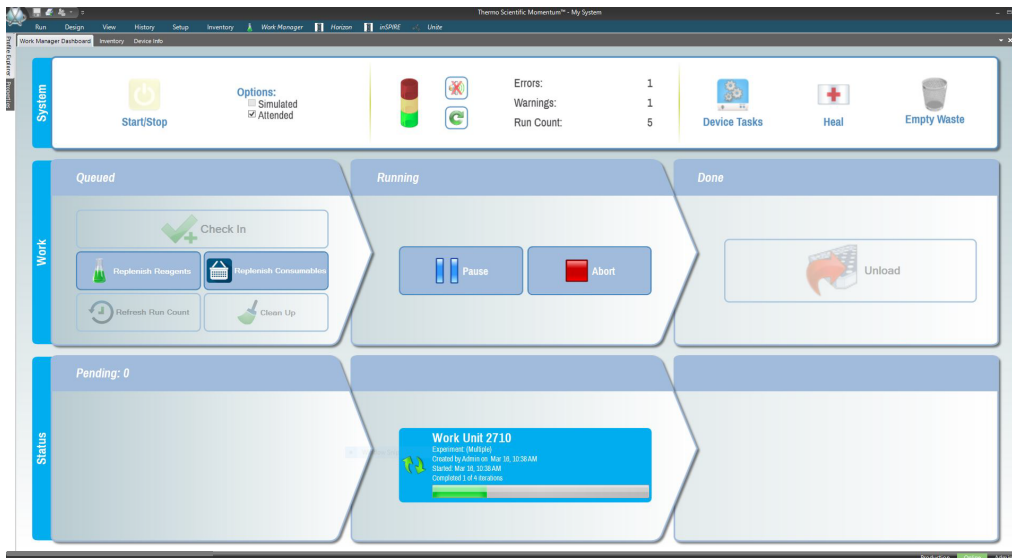 Thermo Scientific Momentum™ - My System
Run Design View History Setup Inventory Work Manager Horizon inSPIRE Unite
Work Manager Dashboard Inventory Device Info
Profile Explorer
Favourites
System
Start/Stop
Options:
Simulated
Attended
Errors: 1
Warnings: 1
Run Count: 5
Device Tasks
Heal
Empty Waste
Work
Queued
Running
Done
Check In
Replenish Reagents
Replenish Consumables
Refresh Run Count
Clean Up
Pause
Abort
Unload
Status
Pending: 0
Work Unit 2710
Experiment: (Multiple)
Created by Admin on Mar 18, 10:38 AM
Started: Mar 18, 10:38 AM
Completed 1 of 4 iterations
Production Online